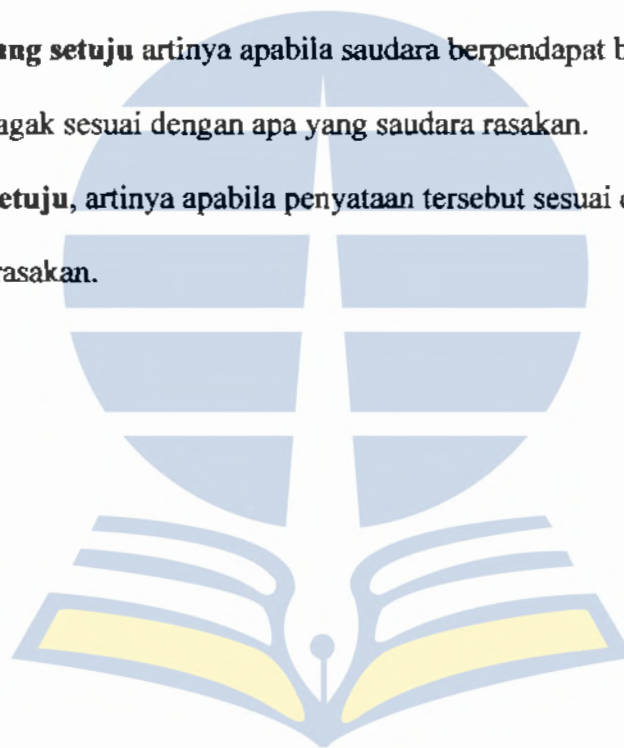 ng setuju artinya apabila saudara berpendapat
agak sesuai dengan apa yang saudara rasakan.
etuju, artinya apabila penyataan tersebut sesuai
rasakan.